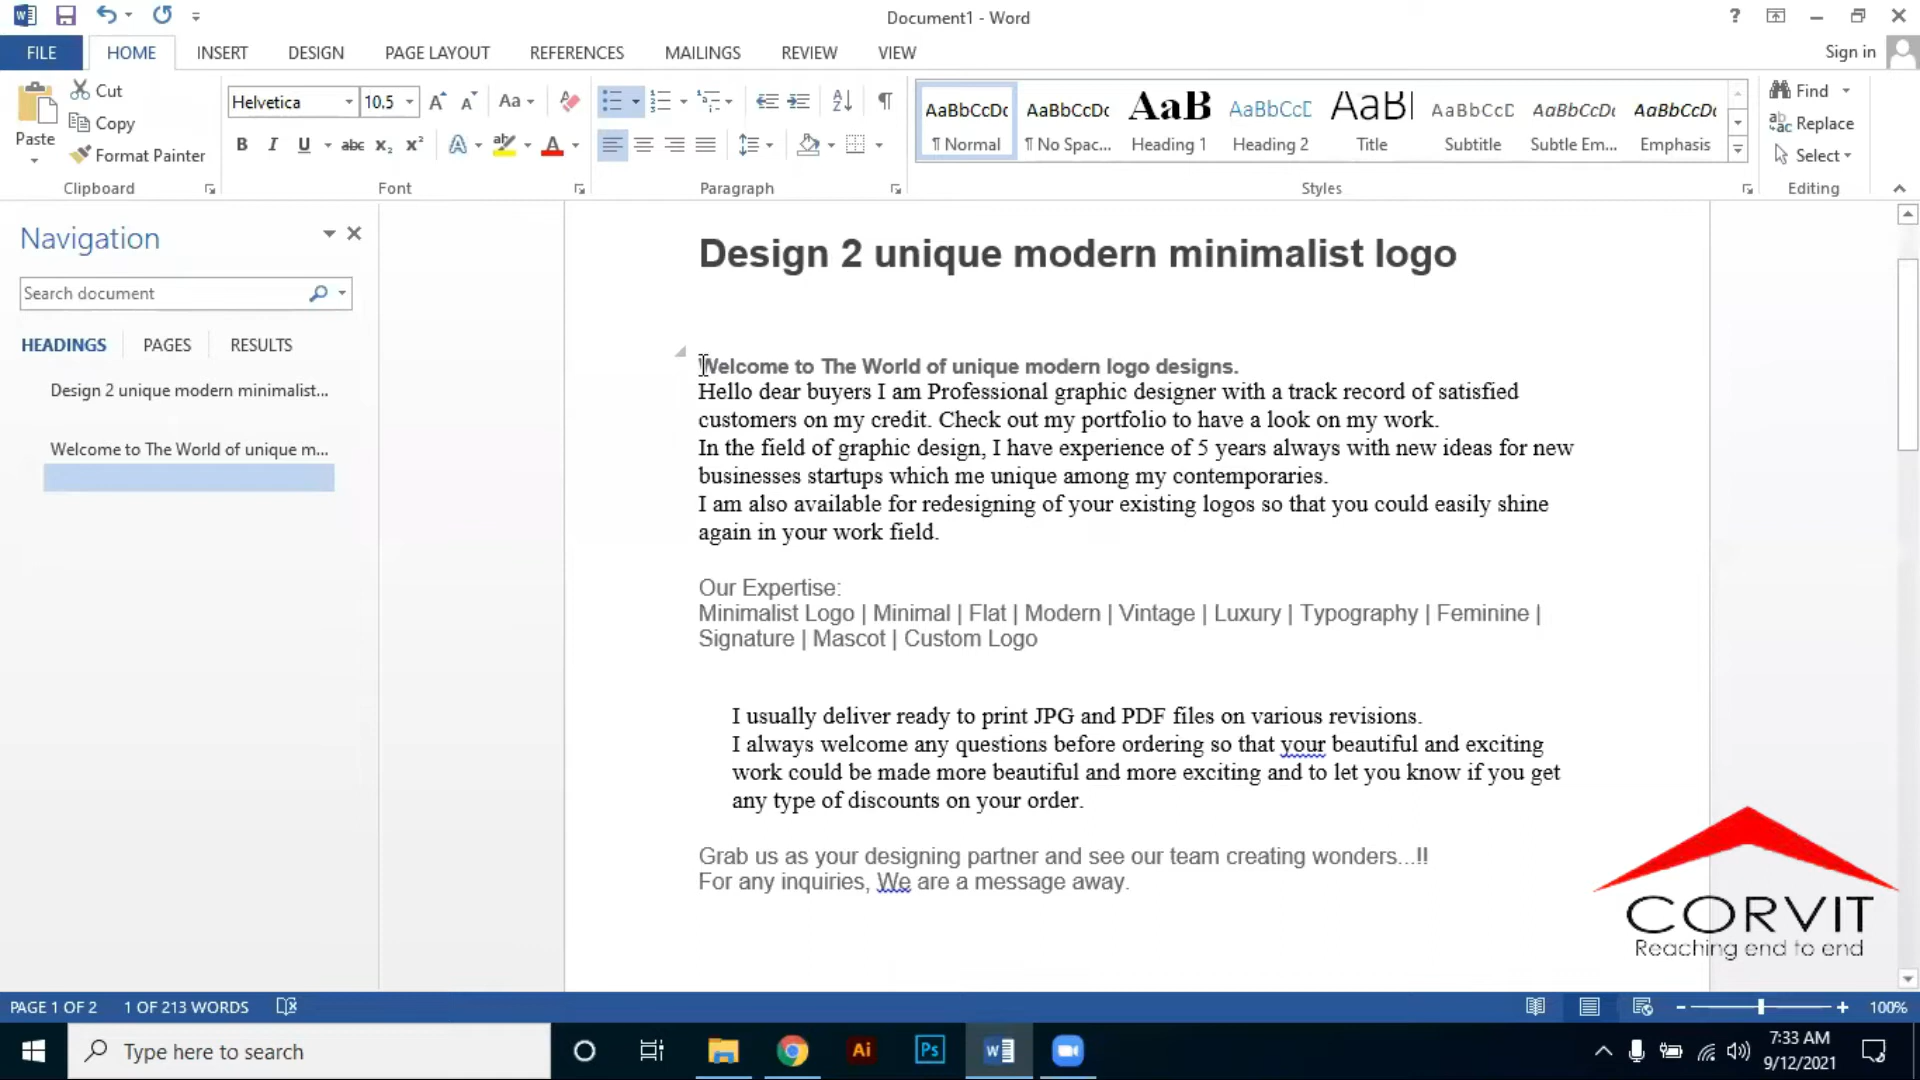 Document1 - Word
?
FILE
HOME
INSERT
DESIGN
PAGE LAYOUT
REFERENCES
MAILINGS
REVIEW
VIEW
Sign in
Paste
Cut
Copy
Format Painter
Clipboard
Helvetica
10.5
Aa
B I U abc x₂ x²
A
ab
A
Font
Paragraph
AaBbCcDc
¶ Normal
AaBbCcDc
¶ No Spac...
AaB
Heading 1
AaBbCcD
Heading 2
AaB
Title
AaBbCcD
Subtitle
AaBbCcDc
Subtle Em...
AaBbCcDc
Emphasis
Styles
Find
Replace
Select
Editing
Navigation
Search document
HEADINGS
PAGES
RESULTS
Design 2 unique modern minimalist...
Welcome to The World of unique m...
Design 2 unique modern minimalist logo
Welcome to The World of unique modern logo designs.
Hello dear buyers I am Professional graphic designer with a track record of satisfied
customers on my credit. Check out my portfolio to have a look on my work.
In the field of graphic design, I have experience of 5 years always with new ideas for new
businesses startups which me unique among my contemporaries.
I am also available for redesigning of your existing logos so that you could easily shine
again in your work field.
Our Expertise:
Minimalist Logo | Minimal | Flat | Modern | Vintage | Luxury | Typography | Feminine |
Signature | Mascot | Custom Logo
I usually deliver ready to print JPG and PDF files on various revisions.
I always welcome any questions before ordering so that your beautiful and exciting
work could be made more beautiful and more exciting and to let you know if you get
any type of discounts on your order.
Grab us as your designing partner and see our team creating wonders...!!
For any inquiries, We are a message away.
CORVIT
Reaching end to end
PAGE 1 OF 2
1 OF 213 WORDS
100%
Type here to search
Ai
Ps
7:33 AM
9/12/2021